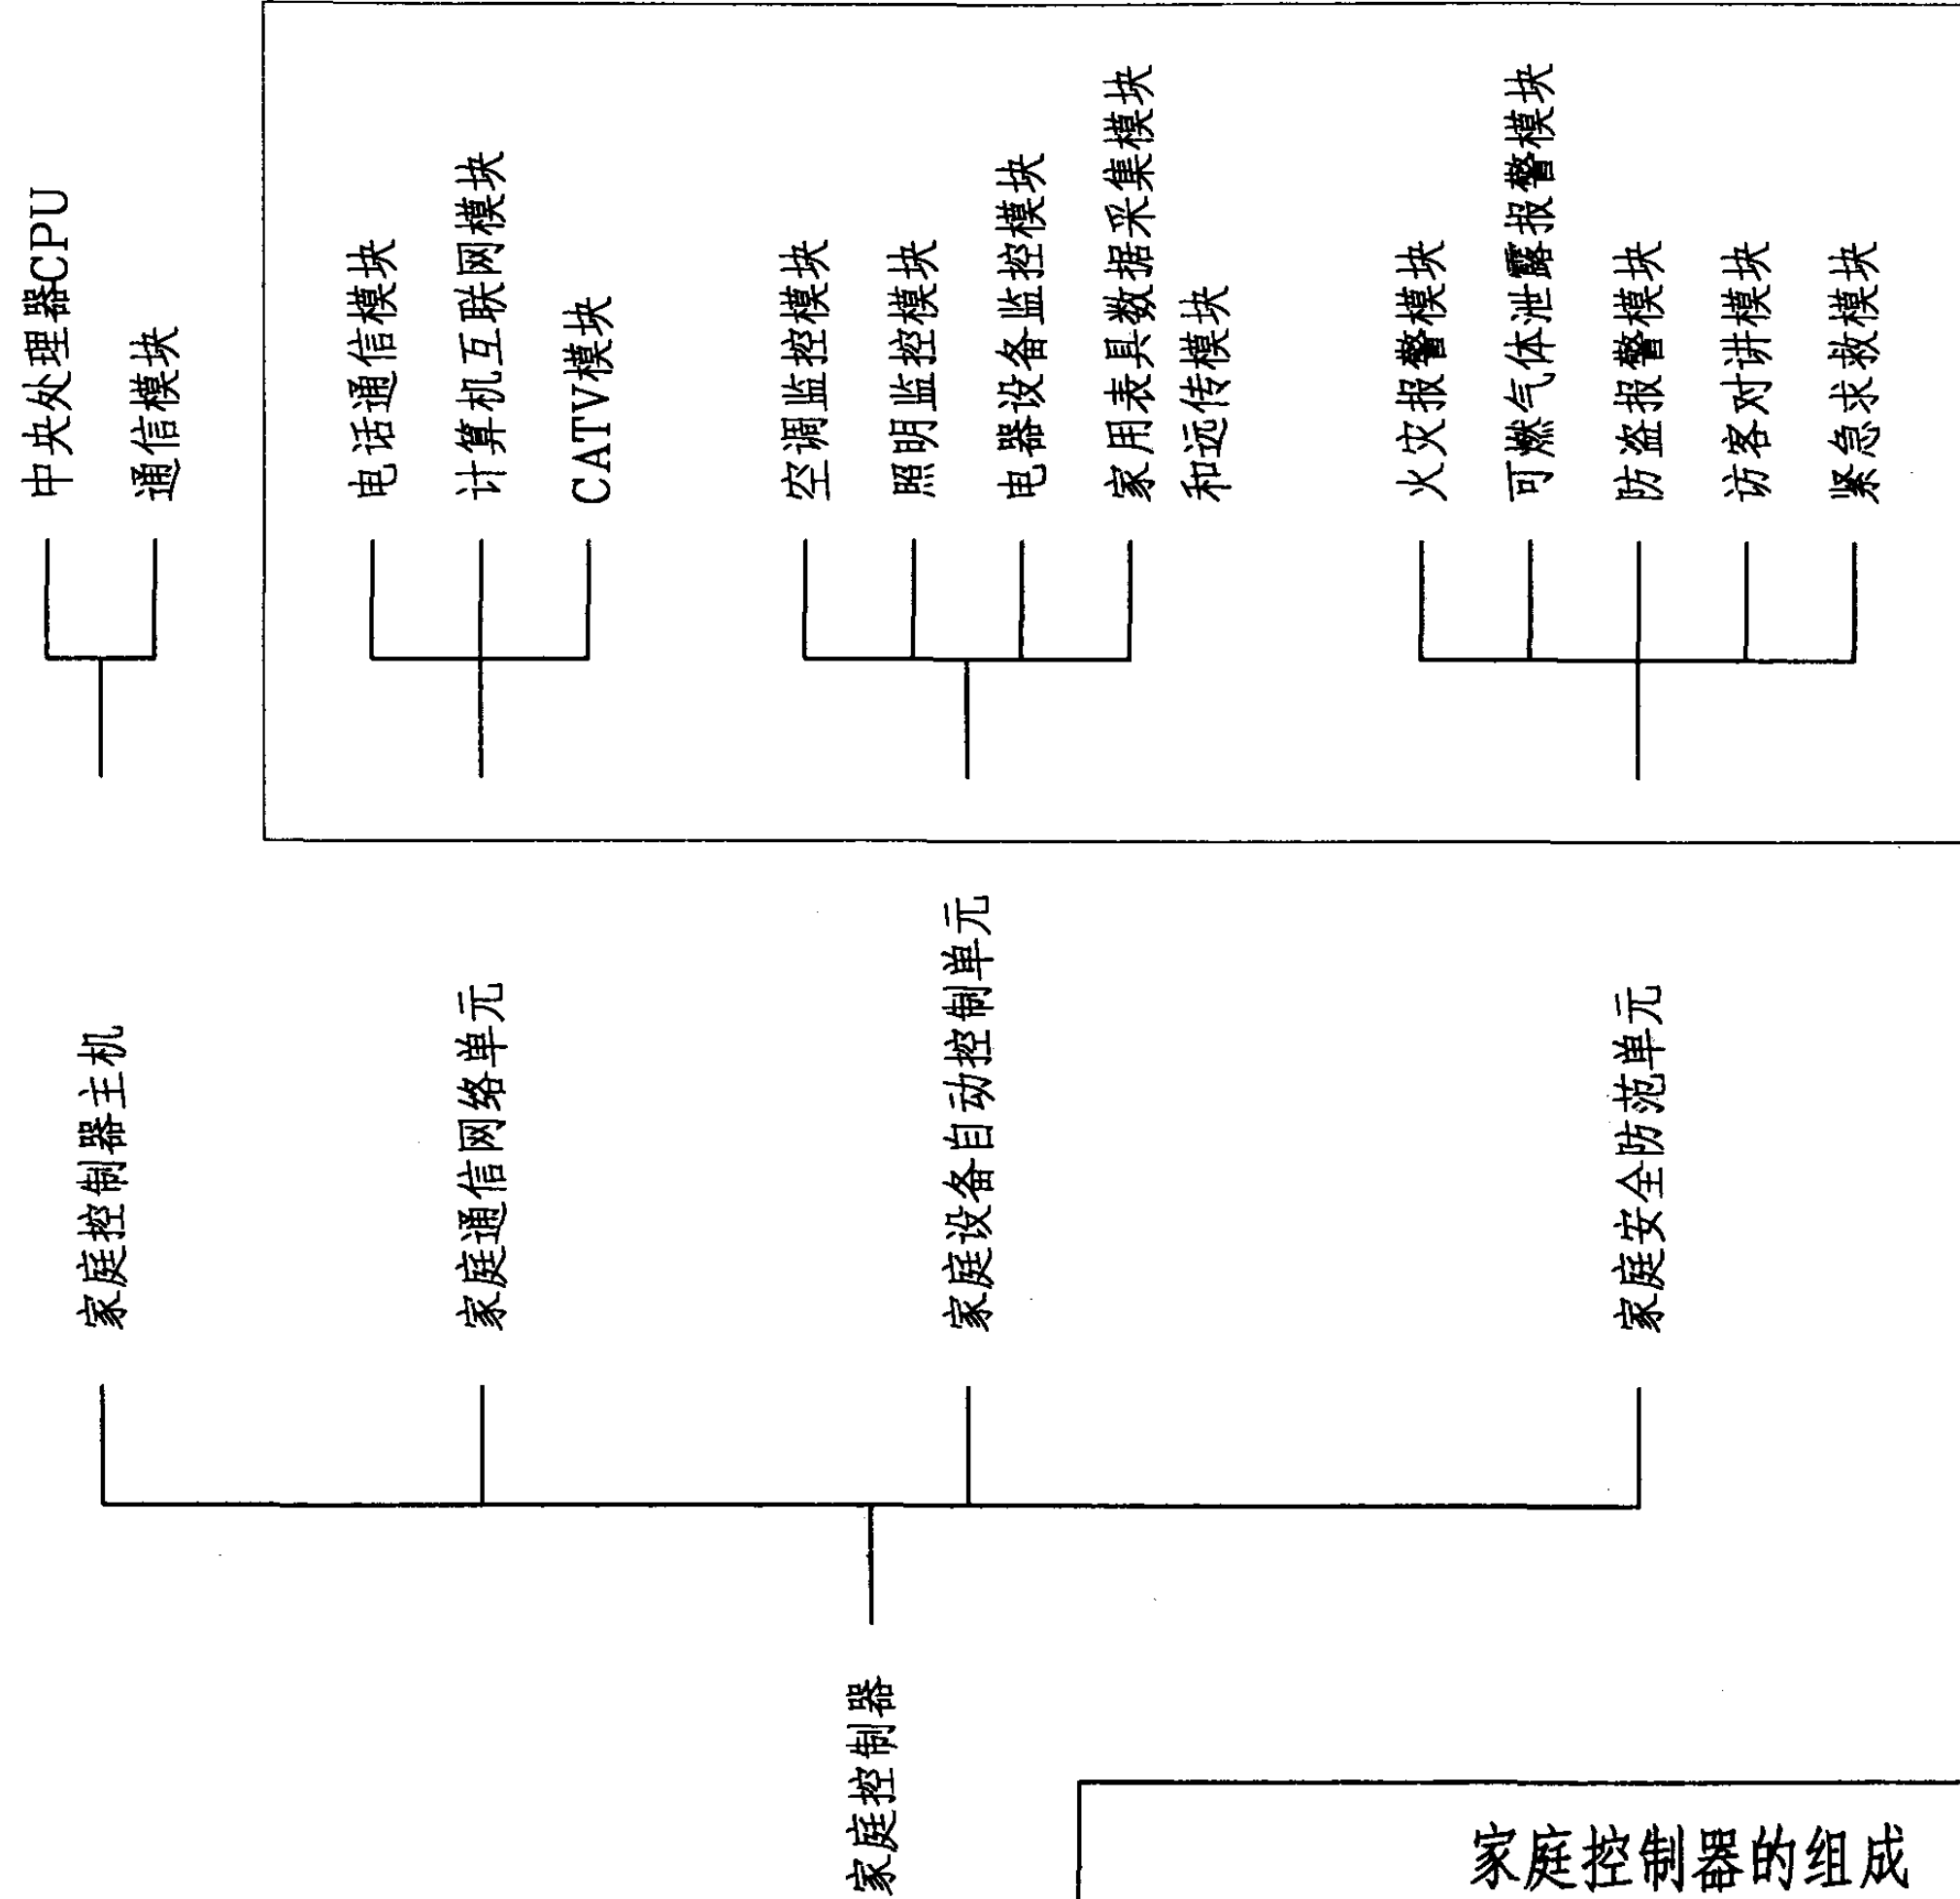 家庭控制器
家庭控制器主机
中央处理器CPU
通信模块
家庭通信网络单元
电话通信模块
计算机互联网模块
CATV模块
家庭设备自动控制单元
空调监控模块
照明监控模块
电器设备监控模块
家用表具数据采集模块
和远传模块
家庭安全防范单元
火灾报警模块
可燃气体泄露报警模块
防盗报警模块
访客对讲模块
紧急求救模块
家庭控制器的组成